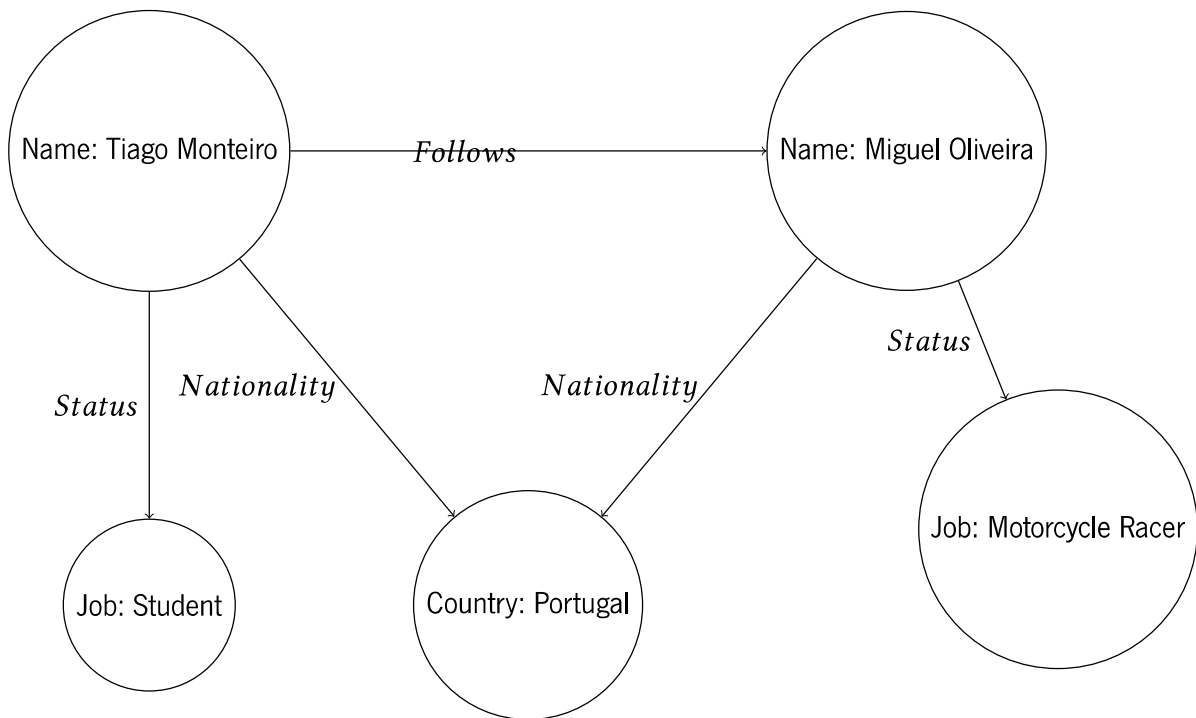 Name: Tiago Monteiro
Follows
Name: Miguel Oliveira
Status
Nationality
Nationality
Status
Job: Student
Country: Portugal
Job: Motorcycle Racer